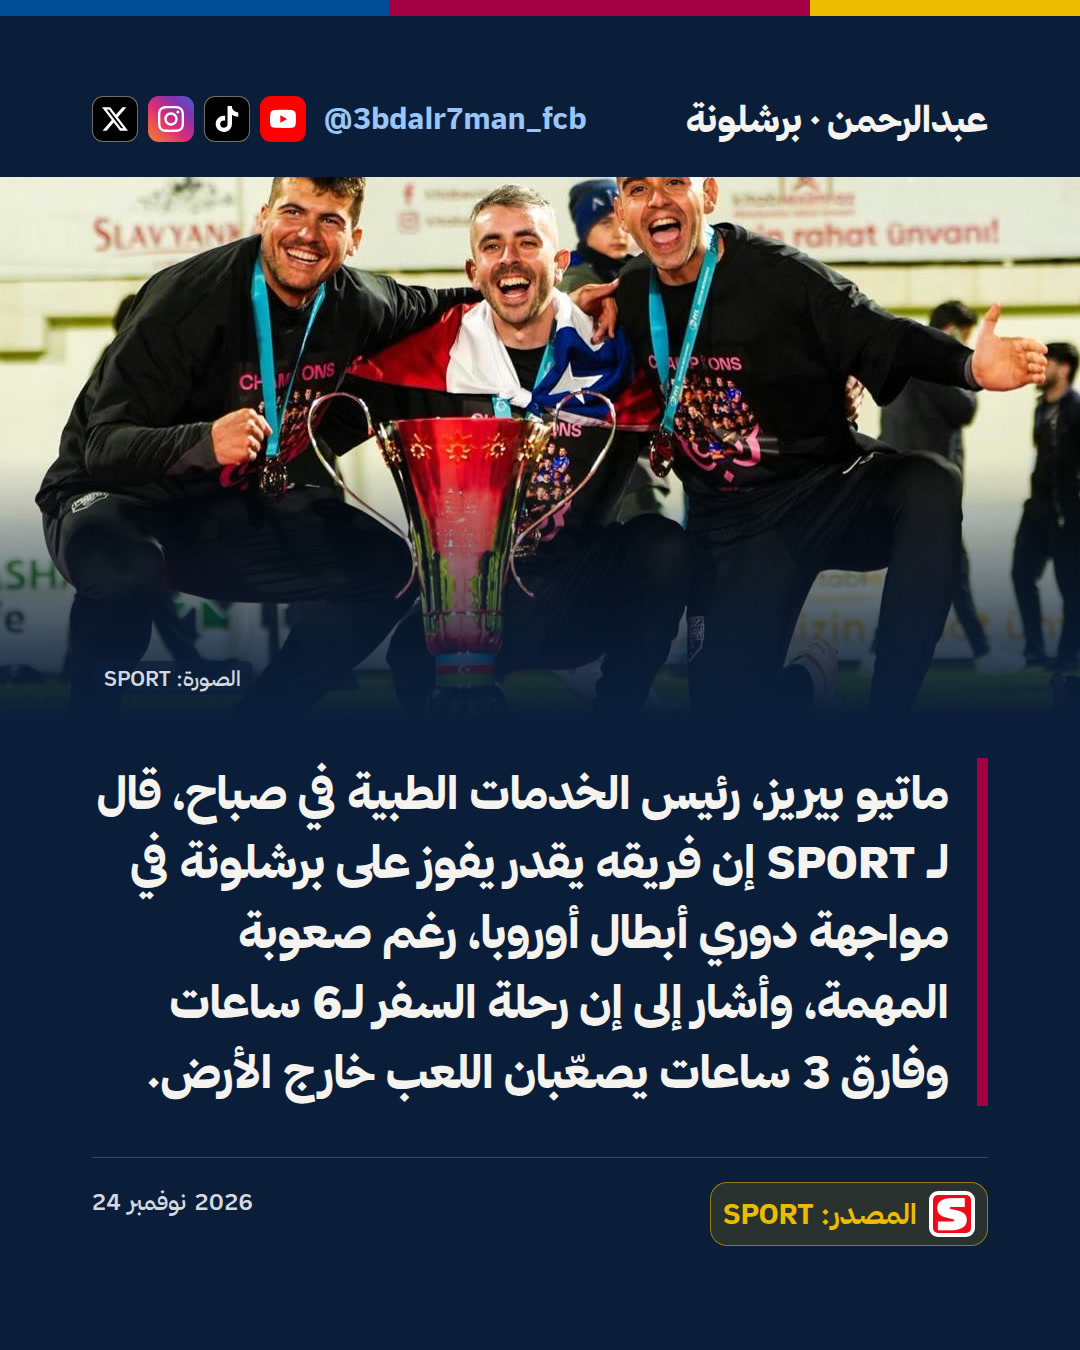 عبدالرحمن · برشلونة
@3bdalr7man_fcb
SLAVYANK
in rahat ünvanı!
CHAMPIONS
CHAMPIONS
الصورة: SPORT
ماتيو بيريز، رئيس الخدمات الطبية في صباح، قال
لـ SPORT إن فريقه يقدر يفوز على برشلونة في
مواجهة دوري أبطال أوروبا، رغم صعوبة
المهمة، وأشار إلى إن رحلة السفر لـ6 ساعات
وفارق 3 ساعات يصعّبان اللعب خارج الأرض.
المصدر: SPORT
24 نوفمبر 2026